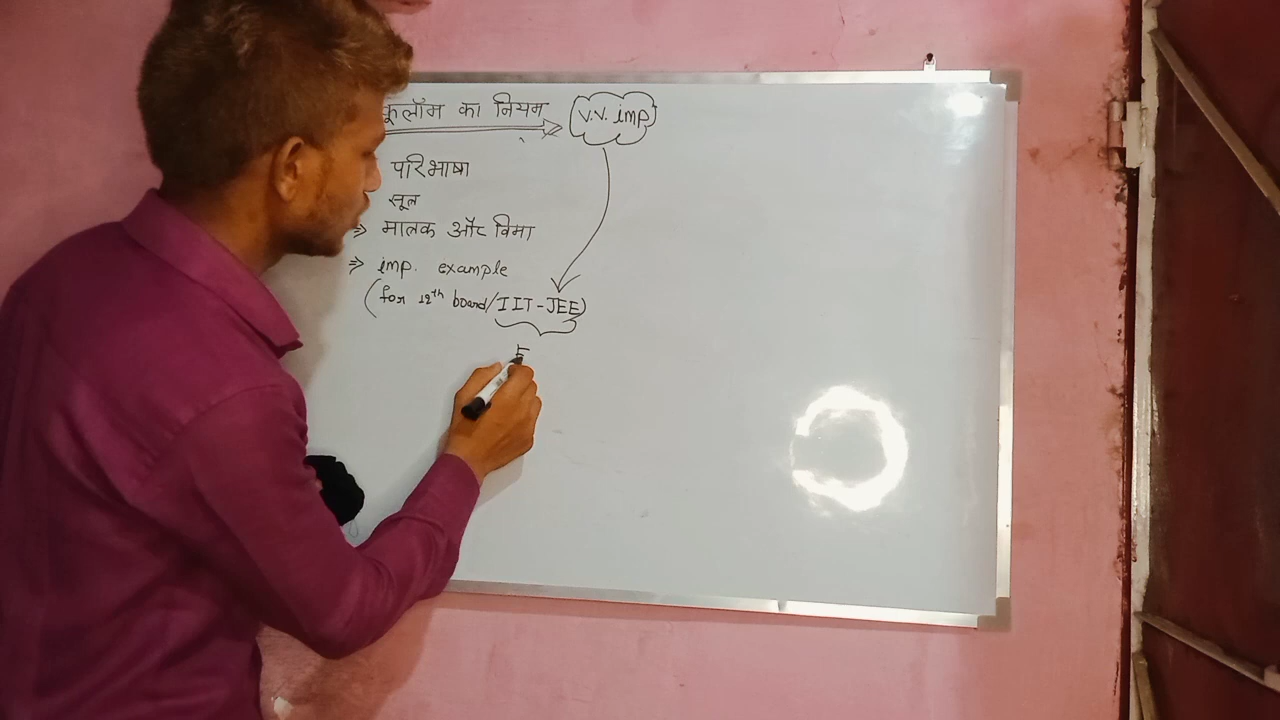 कूलॉम का नियम V.V. imp
परिभाषा
सूत्र
⇒ मात्रक और विमा
⇒ imp. example
(for 12th board/IIT-JEE)